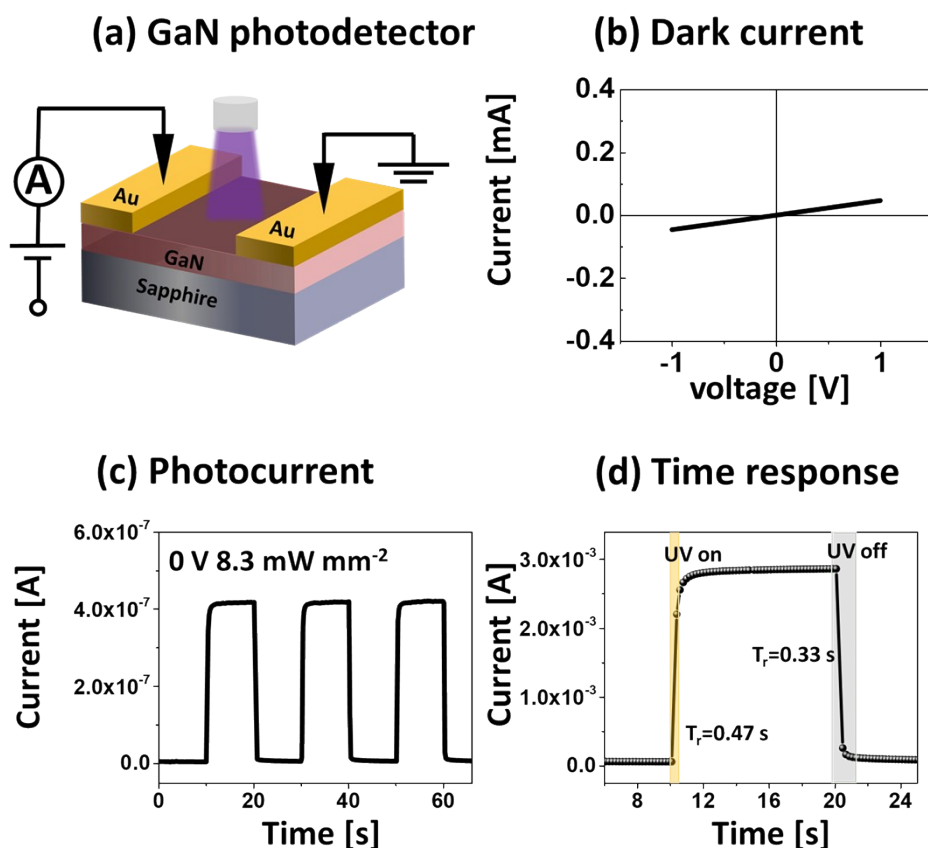 (a) GaN photodetector
A
Au
Au
GaN
Sapphire
(b) Dark current
Current [mA]
0.4
0.2
0.0
-0.2
-0.4
-1
0
1
voltage [V]
(c) Photocurrent
Current [A]
6.0x10-7
4.0x10-7
2.0x10-7
0.0
0 V 8.3 mW mm-2
0
20
40
60
Time [s]
(d) Time response
Current [A]
3.0x10-3
2.0x10-3
1.0x10-3
0.0
UV on
UV off
Tr=0.33 s
Tr=0.47 s
8
12
16
20
24
Time [s]